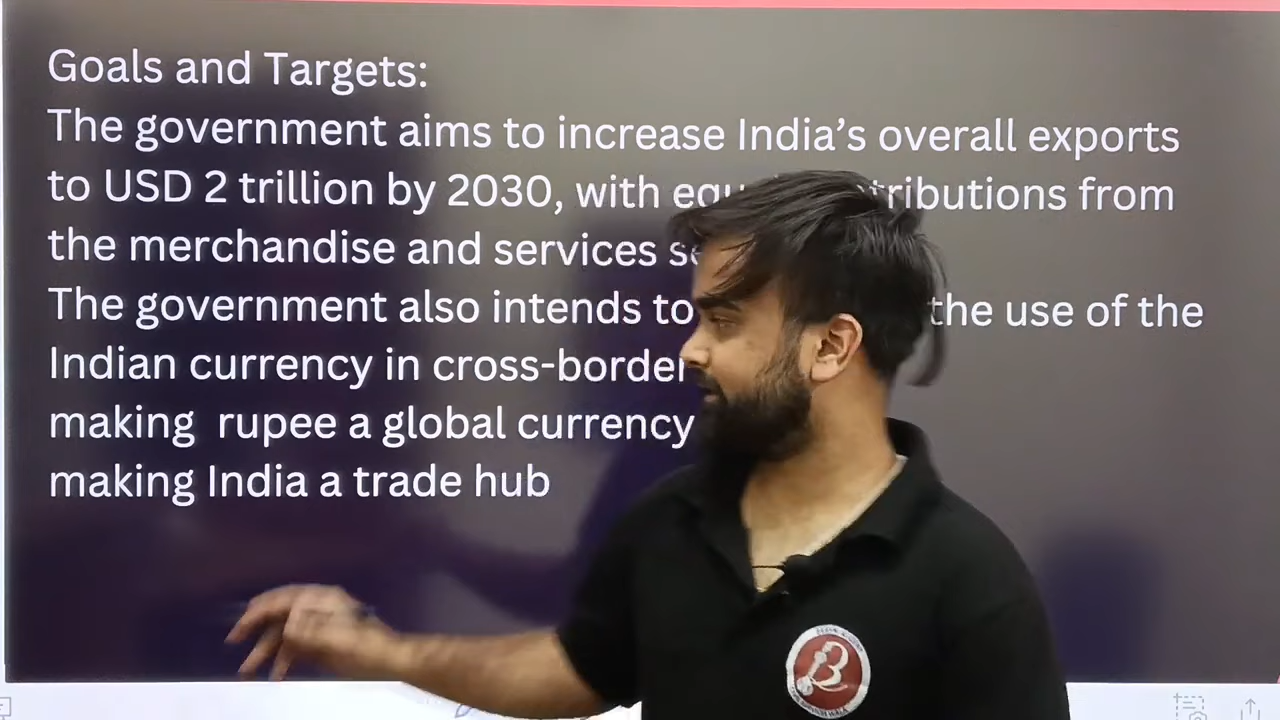 Goals and Targets:
The government aims to increase India’s overall exports
to USD 2 trillion by 2030, with
from
the merchandise and services
The government also intends to the use of the
Indian currency in cross-border
making rupee a global currency
making India a trade hub